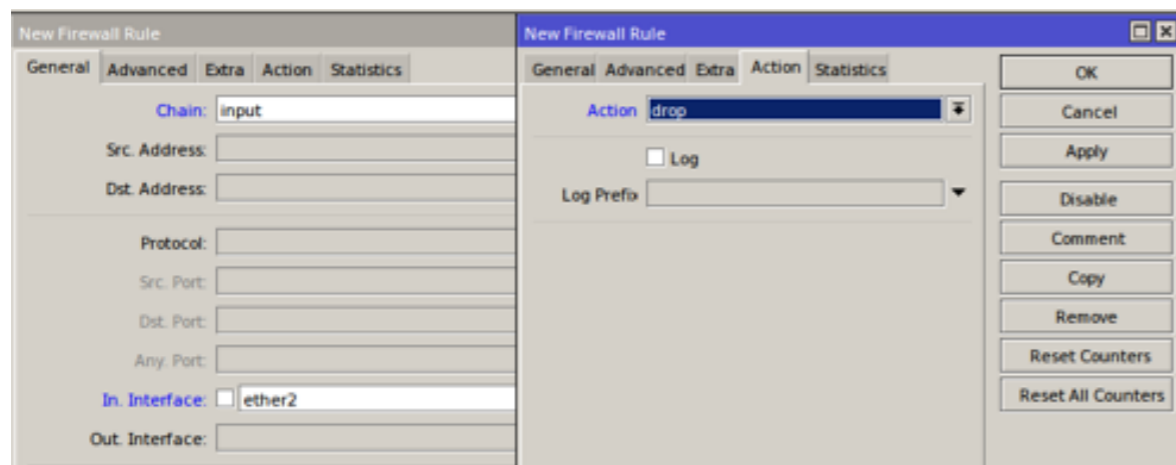 New Firewall Rule
General Advanced Extra Action Statistics
Chain: input
Src. Address:
Dst. Address:
Protocol:
Src. Port:
Dst. Port:
Any. Port:
In. Interface: ether2
Out. Interface:
New Firewall Rule
General Advanced Extra Action Statistics
Action drop
Log
Log Prefix
OK
Cancel
Apply
Disable
Comment
Copy
Remove
Reset Counters
Reset All Counters